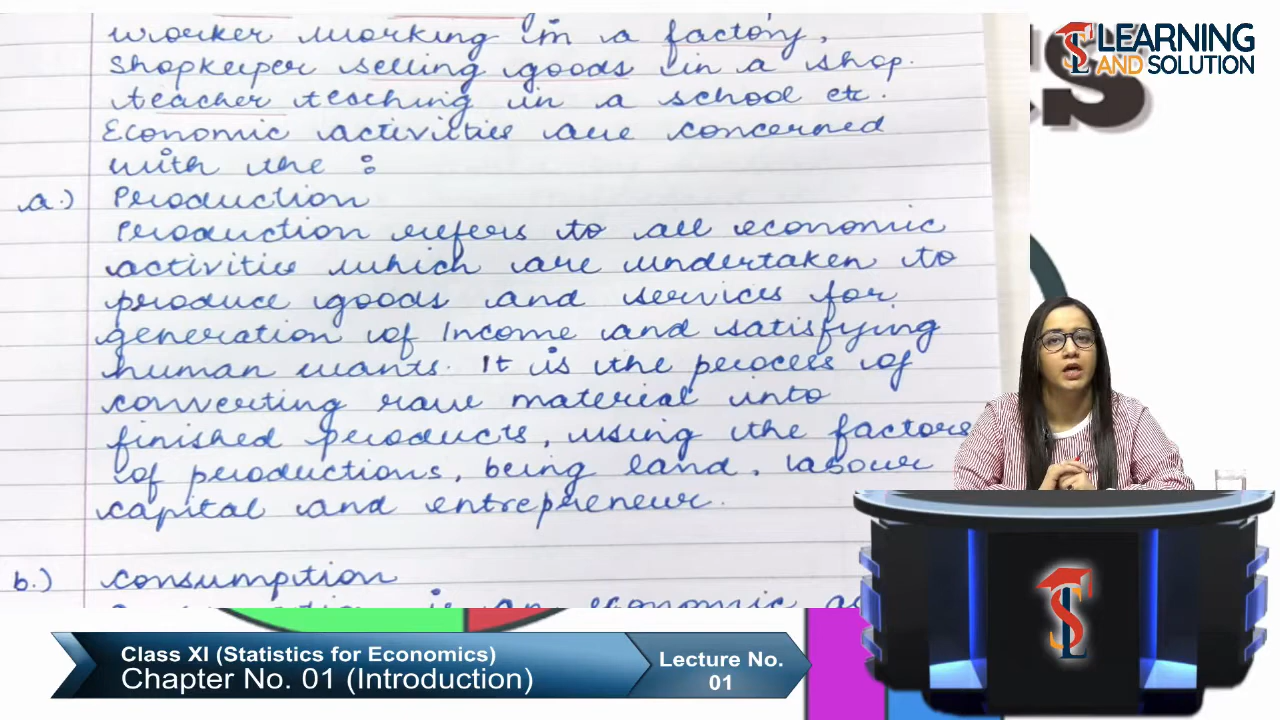 worker working in a factory,
shopkeeper selling goods in a shop.
teacher teaching in a school etc.
Economic activities are concerned
with the :
a.) Production
Production refers to all economic
activities which are undertaken to
produce goods and services for
generation of Income and satisfying
human wants. It is the process of
converting raw material into
finished products, using the factors
of productions, being land, labour
capital and entrepreneur.
b.) consumption
is an economic
LEARNING
AND SOLUTION
CS
Class XI (Statistics for Economics)
Chapter No. 01 (Introduction)
Lecture No.
01